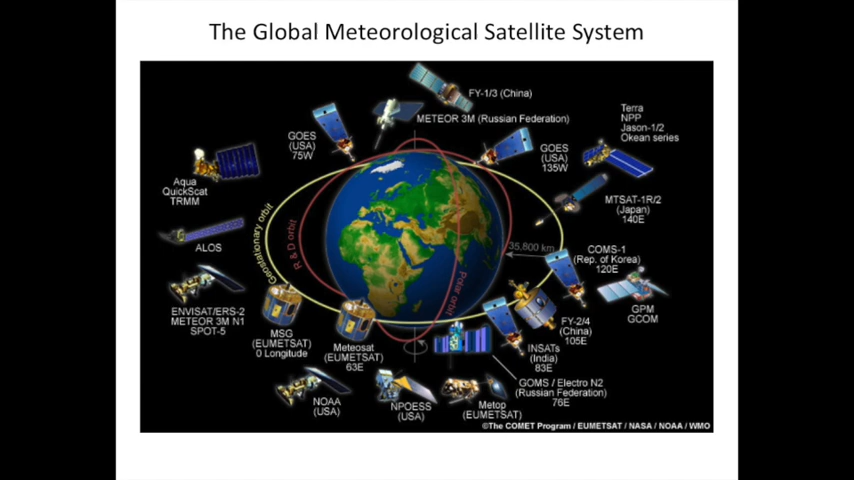 The Global Meteorological Satellite System
FY-1/3 (China)
METEOR 3M (Russian Federation)
GOES
(USA)
75W
GOES
(USA)
135W
Terra
NPP
Jason-1/2
Okean series
Aqua
QuickScat
TRMM
MTSAT-1R/2
(Japan)
140E
Geostationary orbit
R & D orbit
Polar orbit
35,800 km
ALOS
COMS-1
(Rep. of Korea)
120E
ENVISAT/ERS-2
METEOR 3M N1
SPOT-5
GPM
GCOM
MSG
(EUMETSAT)
0 Longitude
Meteosat
(EUMETSAT)
63E
FY-2/4
(China)
105E
INSATs
(India)
83E
GOMS / Electro N2
(Russian Federation)
76E
NOAA
(USA)
NPOESS
(USA)
Metop
(EUMETSAT)
©The COMET Program / EUMETSAT / NASA / NOAA / WMO